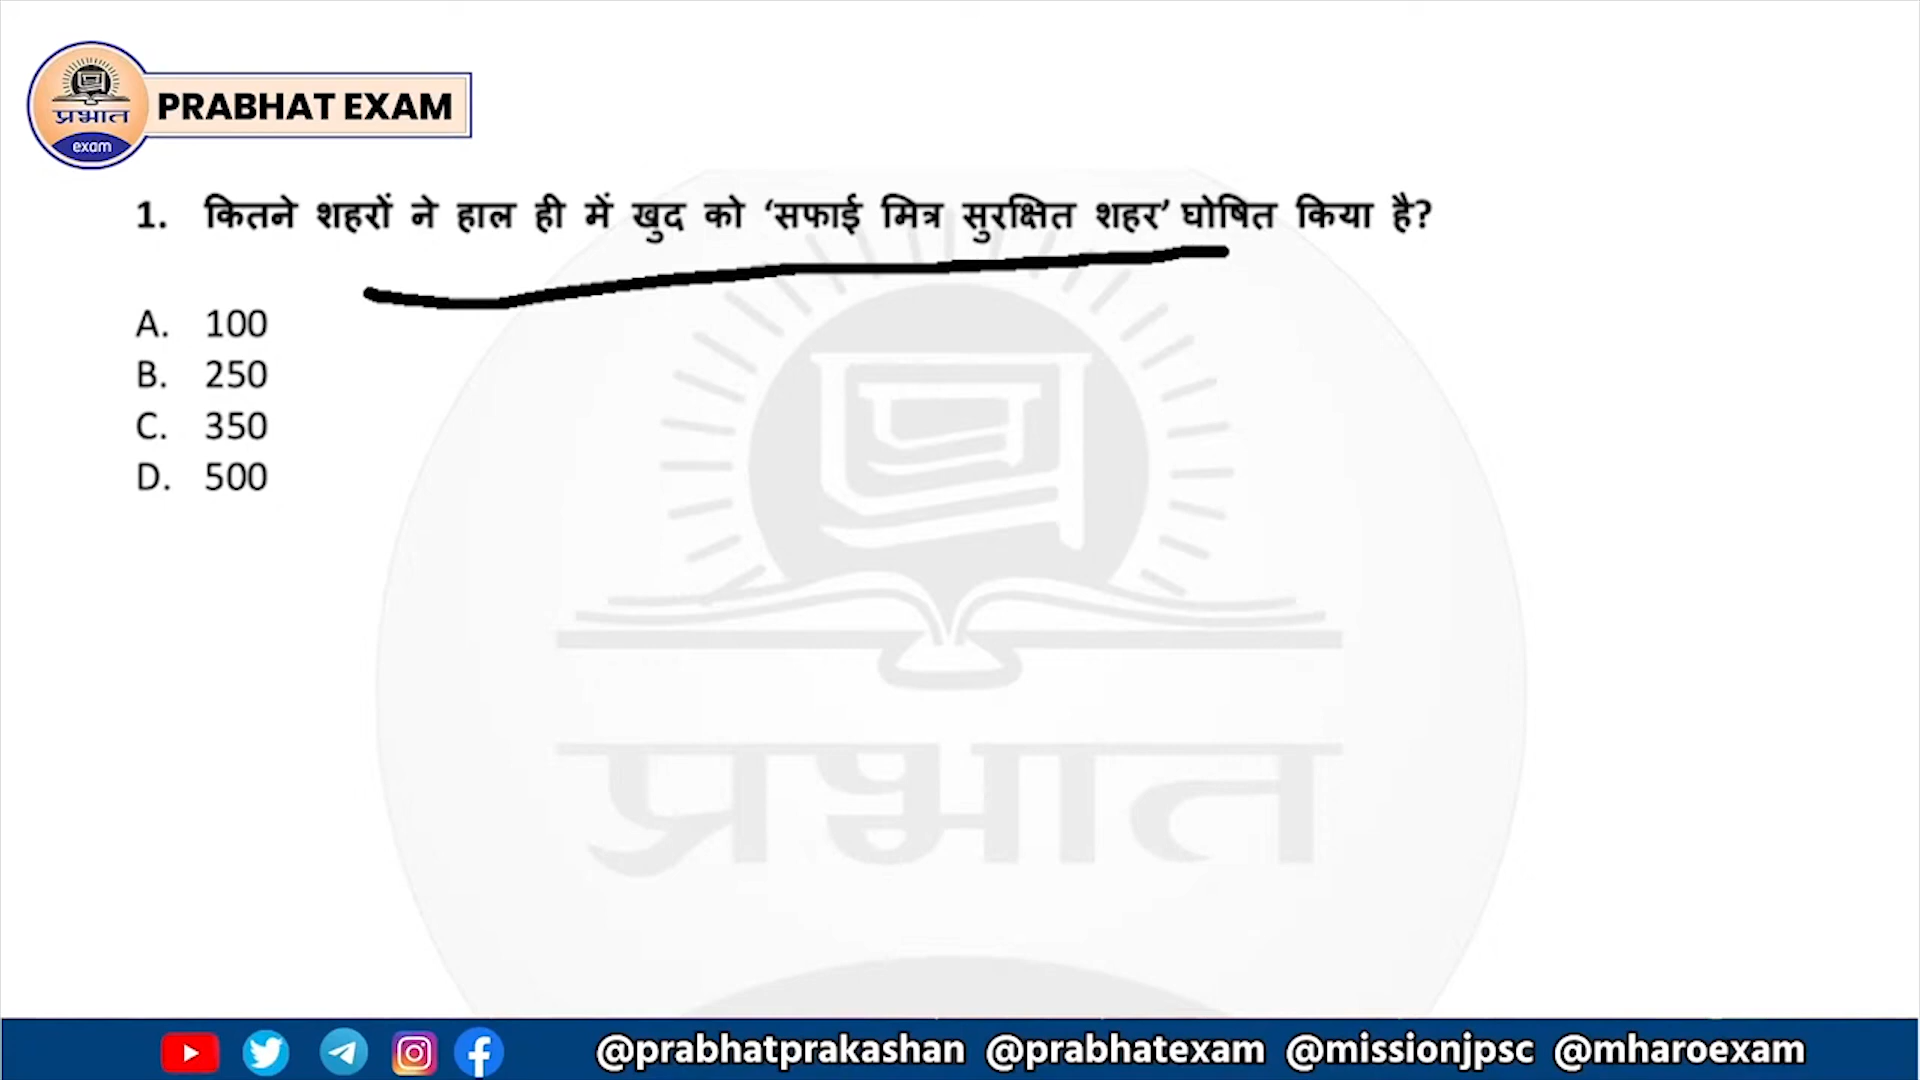 प्रभात
exam
PRABHAT EXAM
1. कितने शहरों ने हाल ही में खुद को ‘सफाई मित्र सुरक्षित शहर’ घोषित किया है?
A. 100
B. 250
C. 350
D. 500
प्रभात
@prabhatprakashan @prabhatexam @missionjpsc @mharoexam